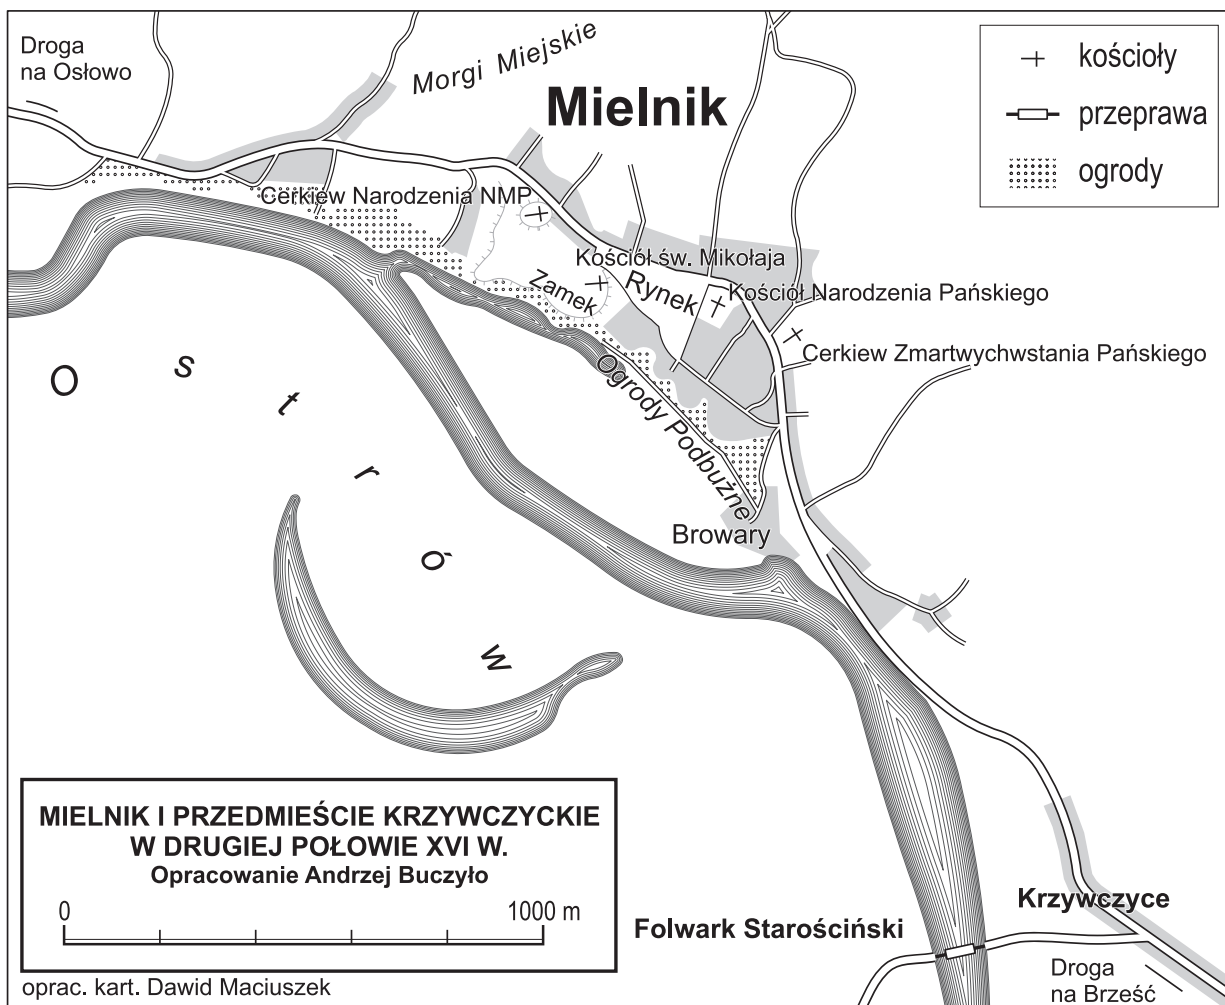 Droga
na Osłowo
Morgi Miejskie
Mielnik
kościoły
przeprawa
ogrody
Cerkiew Narodzenia NMP
Kościół św. Mikołaja
Zamek
Rynek
Kościół Narodzenia Pańskiego
Cerkiew Zmartwychwstania Pańskiego
Ogrody Podbużne
Ostrów
Browary
MIELNIK I PRZEDMIEŚCIE KRZYWCZYCKIE
W DRUGIEJ POŁOWIE XVI W.
Opracowanie Andrzej Buczyło
0 1000 m
oprac. kart. Dawid Maciuszek
Krzywczyce
Folwark Starościński
Droga
na Brześć